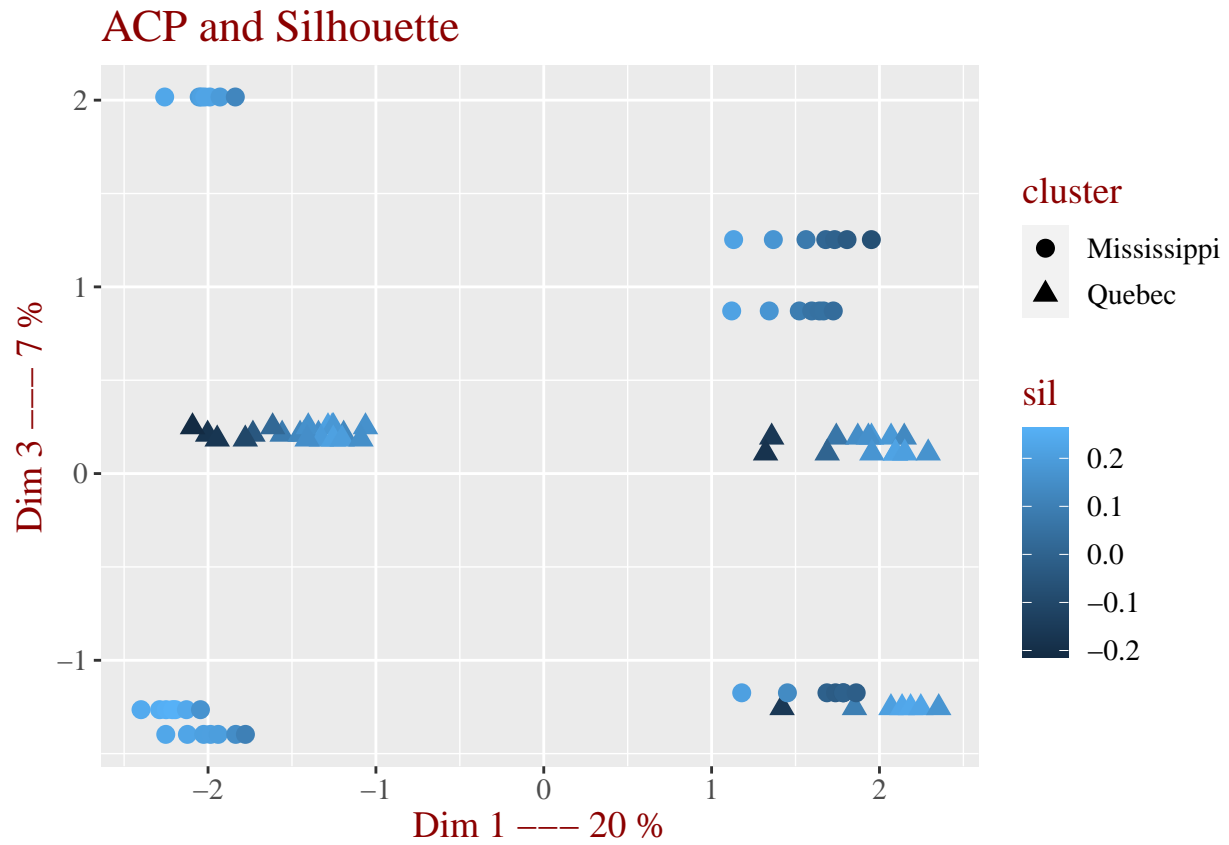 ACP and Silhouette
2
1
0
−1
Dim 3 −−− 7 %
−2
−1
0
1
2
Dim 1 −−− 20 %
cluster
Mississippi
Quebec
sil
0.2
0.1
0.0
−0.1
−0.2